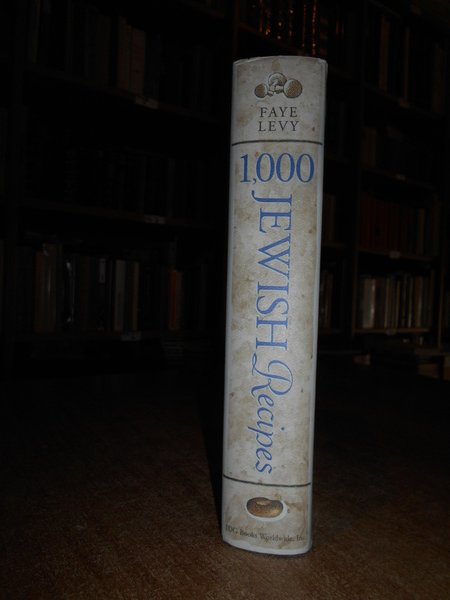 FAYE
LEVY
1,000 JEWISH Recipes
IDG Books Worldwide, Inc.